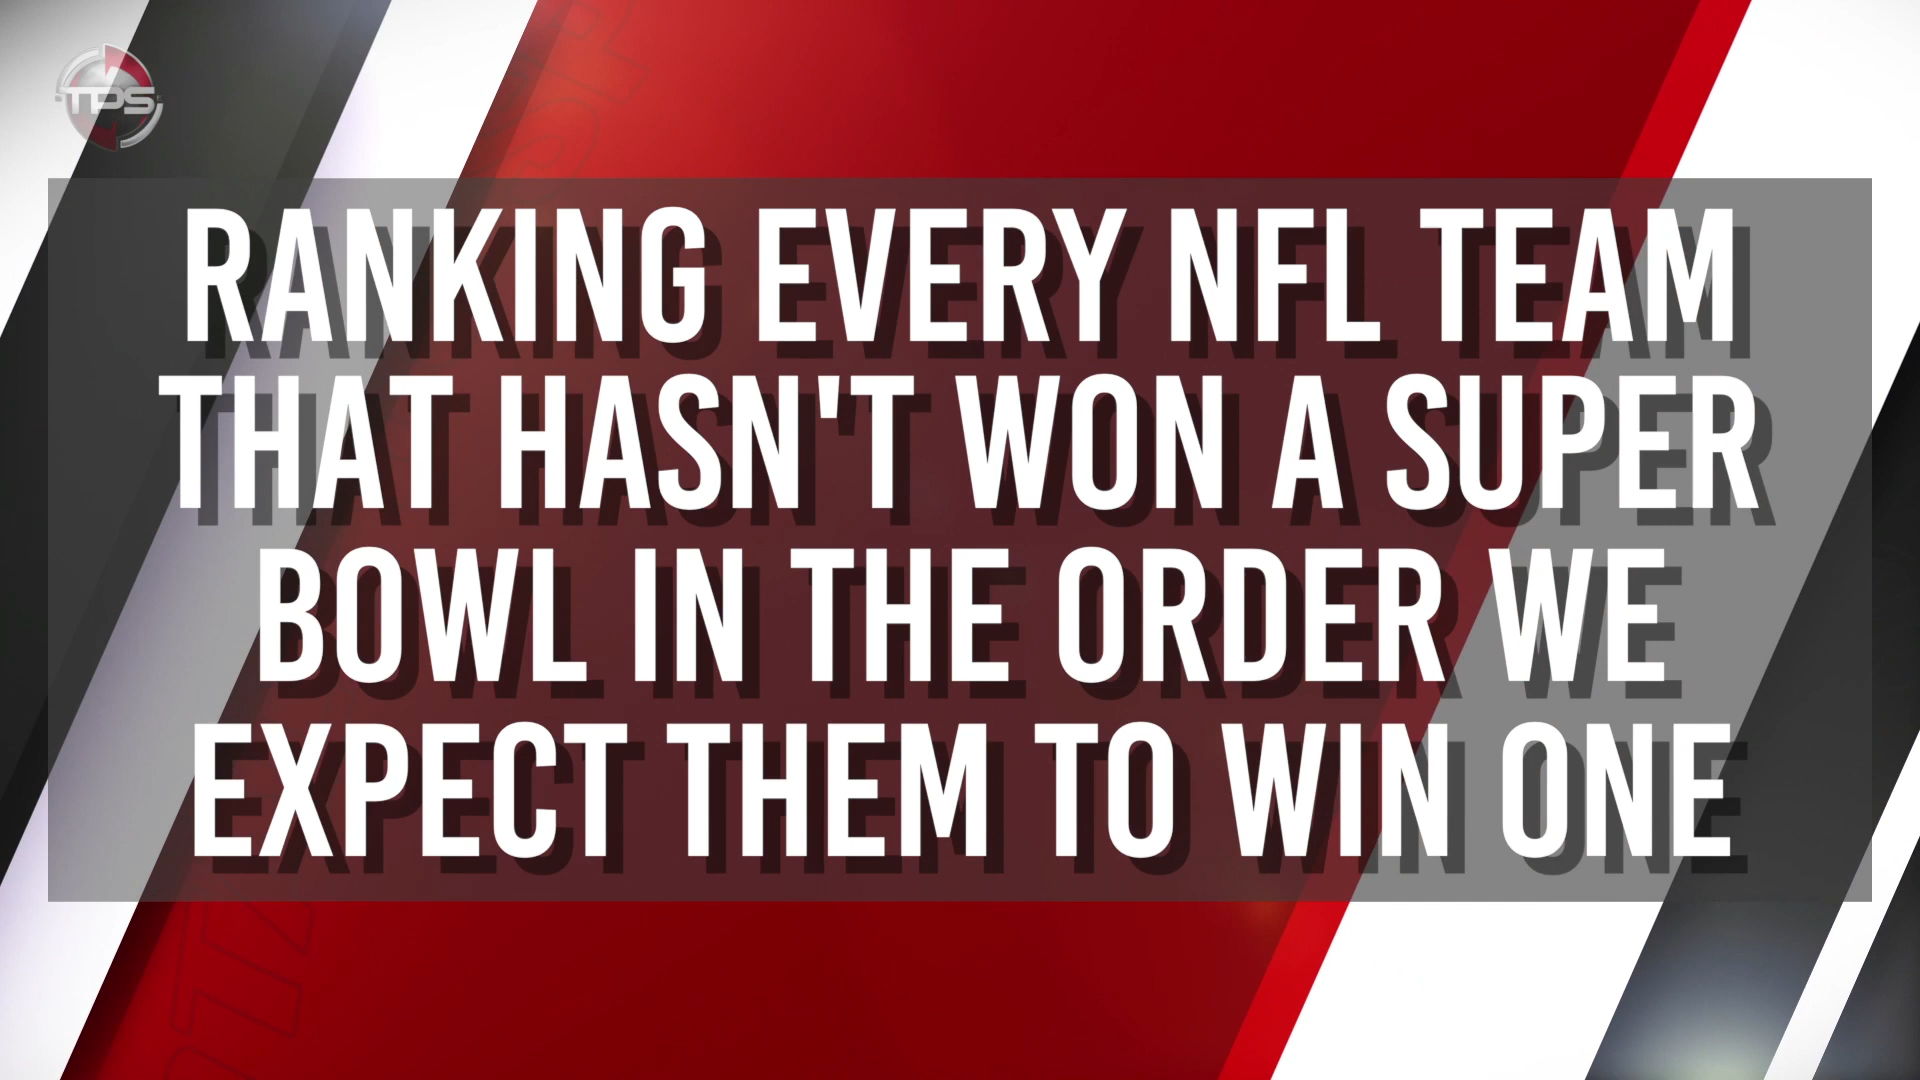 TPS
RANKING EVERY NFL TEAM
THAT HASN'T WON A SUPER
BOWL IN THE ORDER WE
EXPECT THEM TO WIN ONE